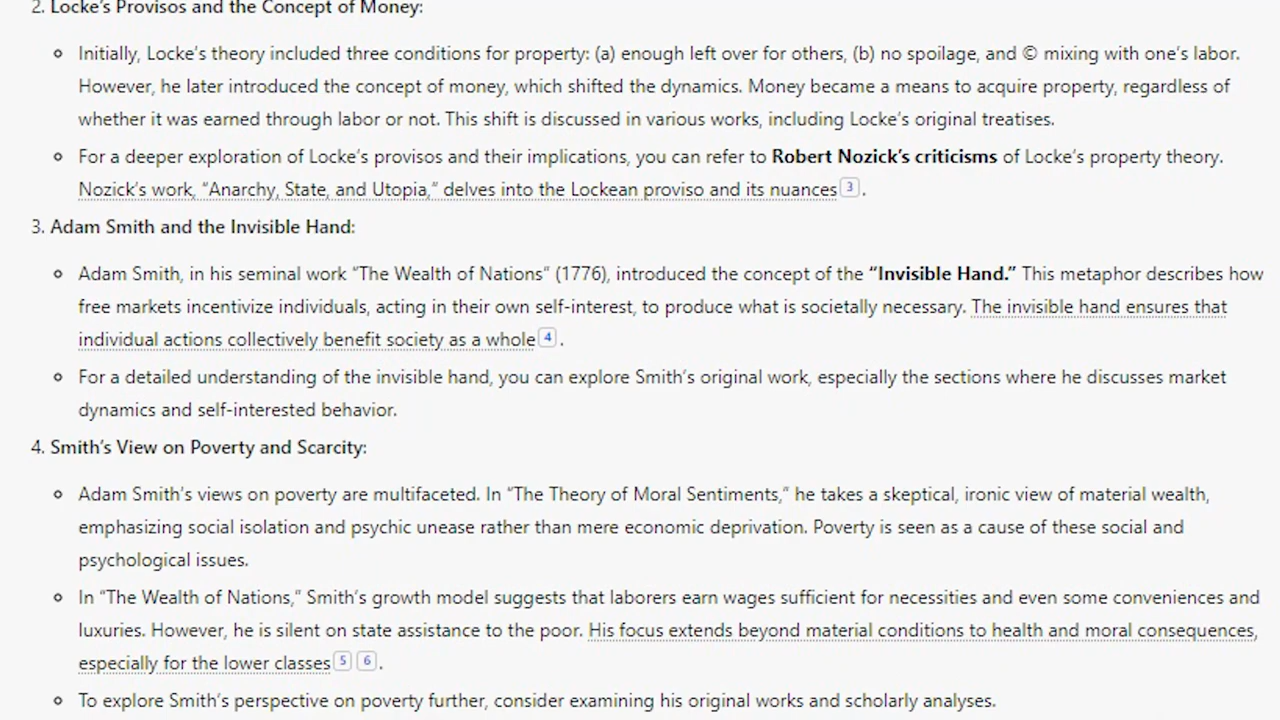 2. Locke's Provisos and the Concept of Money:
Initially, Locke's theory included three conditions for property: (a) enough left over for others, (b) no spoilage, and © mixing with one's labor.
However, he later introduced the concept of money, which shifted the dynamics. Money became a means to acquire property, regardless of
whether it was earned through labor or not. This shift is discussed in various works, including Locke's original treatises.
For a deeper exploration of Locke's provisos and their implications, you can refer to Robert Nozick's criticisms of Locke's property theory.
Nozick's work, “Anarchy, State, and Utopia,” delves into the Lockean proviso and its nuances 3 .
3. Adam Smith and the Invisible Hand:
Adam Smith, in his seminal work “The Wealth of Nations” (1776), introduced the concept of the “Invisible Hand.” This metaphor describes how
free markets incentivize individuals, acting in their own self-interest, to produce what is societally necessary. The invisible hand ensures that
individual actions collectively benefit society as a whole 4 .
For a detailed understanding of the invisible hand, you can explore Smith's original work, especially the sections where he discusses market
dynamics and self-interested behavior.
4. Smith's View on Poverty and Scarcity:
Adam Smith's views on poverty are multifaceted. In “The Theory of Moral Sentiments,” he takes a skeptical, ironic view of material wealth,
emphasizing social isolation and psychic unease rather than mere economic deprivation. Poverty is seen as a cause of these social and
psychological issues.
In “The Wealth of Nations,” Smith's growth model suggests that laborers earn wages sufficient for necessities and even some conveniences and
luxuries. However, he is silent on state assistance to the poor. His focus extends beyond material conditions to health and moral consequences,
especially for the lower classes 5 6 .
To explore Smith's perspective on poverty further, consider examining his original works and scholarly analyses.